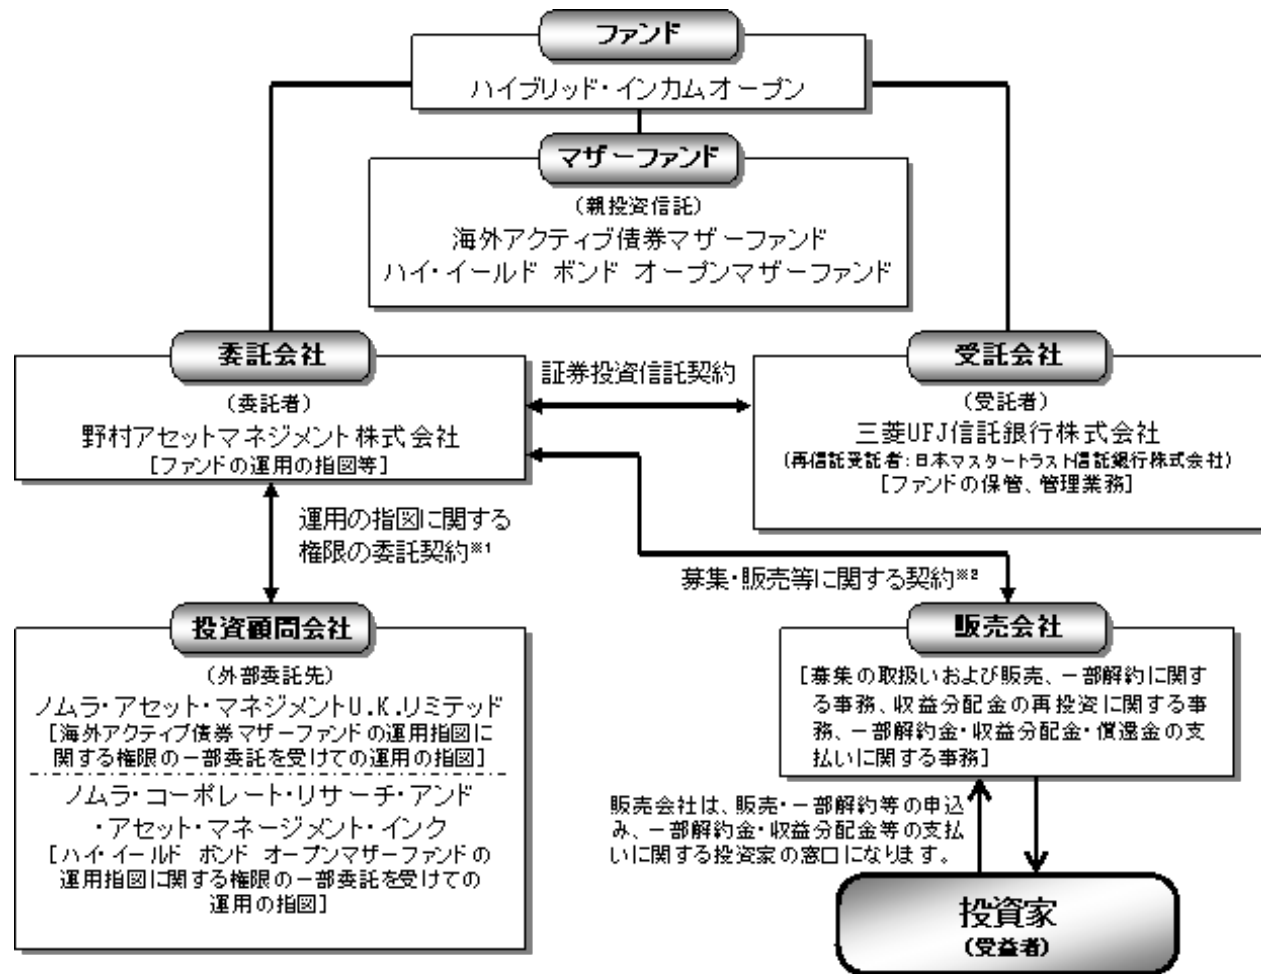 ファンド
ハイブリッド・インカムオープン
マザーファンド
(親投資信託)
海外アクティブ債券マザーファンド
ハイ・イールド ボンド オープンマザーファンド
委託会社
(委託者)
野村アセットマネジメント株式会社
[ファンドの運用の指図等]
証券投資信託契約
受託会社
(受託者)
三菱UFJ信託銀行株式会社
(再信託受託者:日本マスタートラスト信託銀行株式会社)
[ファンドの保管、管理業務]
運用の指図に関する
権限の委託契約※1
募集・販売等に関する契約※2
投資顧問会社
(外部委託先)
ノムラ・アセット・マネジメントU.K.リミテッド
[海外アクティブ債券マザーファンドの運用指図に
関する権限の一部委託を受けての運用の指図]
ノムラ・コーポレート・リサーチ・アンド
・アセット・マネージメント・インク
[ハイ・イールド ボンド オープンマザーファンドの
運用指図に関する権限の一部委託を受けての
運用の指図]
販売会社
[募集の取扱いおよび販売、一部解約に関す
る事務、収益分配金の再投資に関する事
務、一部解約金・収益分配金・償還金の支
払いに関する事務]
販売会社は、販売・一部解約等の申込
み、一部解約金・収益分配金等の支払
いに関する投資家の窓口になります。
投資家
(受益者)